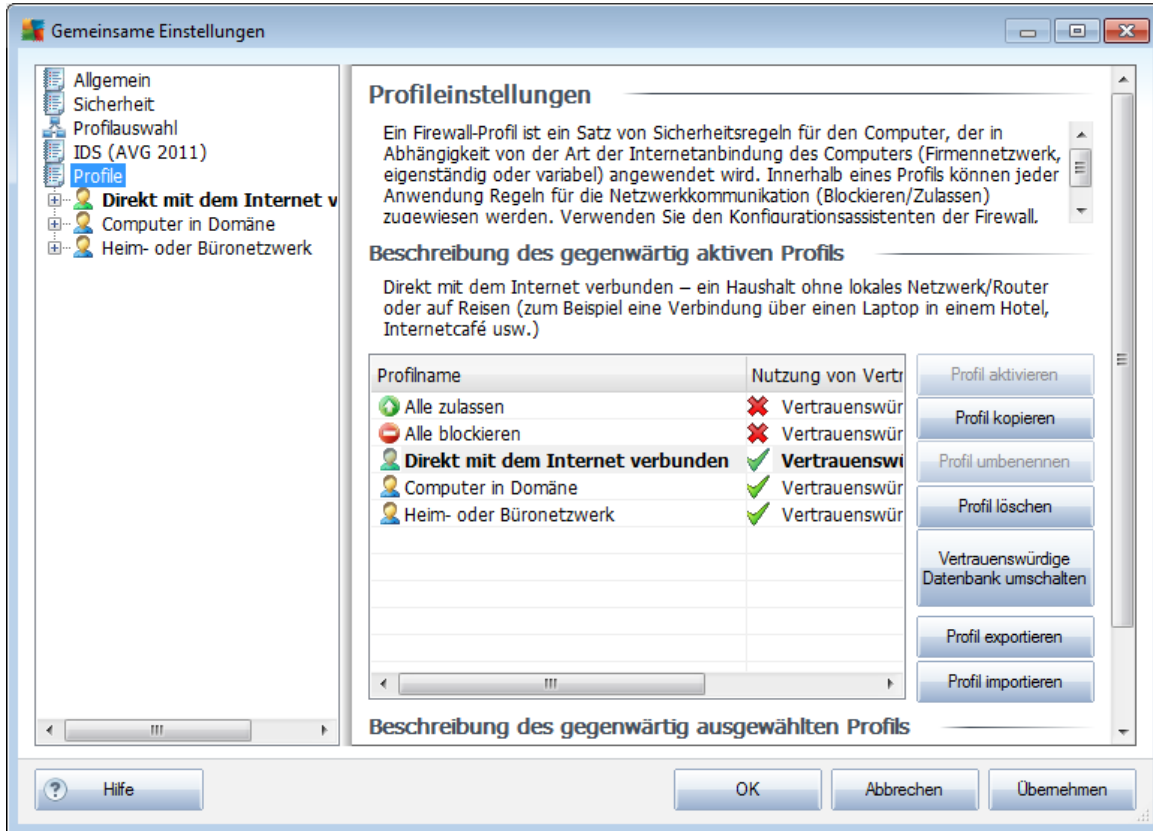 Gemeinsame Einstellungen
Allgemein
Sicherheit
Profilauswahl
IDS (AVG 2011)
Profile
Direkt mit dem Internet v
Computer in Domäne
Heim- oder Büronetzwerk
Profileinstellungen
Ein Firewall-Profil ist ein Satz von Sicherheitsregeln für den Computer, der in
Abhängigkeit von der Art der Internetanbindung des Computers (Firmennetzwerk,
eigenständig oder variabel) angewendet wird. Innerhalb eines Profils können jeder
Anwendung Regeln für die Netzwerkkommunikation (Blockieren/Zulassen)
zugewiesen werden. Verwenden Sie den Konfigurationsassistenten der Firewall.
Beschreibung des gegenwärtig aktiven Profils
Direkt mit dem Internet verbunden – ein Haushalt ohne lokales Netzwerk/Router
oder auf Reisen (zum Beispiel eine Verbindung über einen Laptop in einem Hotel,
Internetcafé usw.)
Profilname Nutzung von Vertr
Alle zulassen Vertrauenswür
Alle blockieren Vertrauenswür
Direkt mit dem Internet verbunden Vertrauenswi
Computer in Domäne Vertrauenswür
Heim- oder Büronetzwerk Vertrauenswür
Profil aktivieren
Profil kopieren
Profil umbenennen
Profil löschen
Vertrauenswürdige
Datenbank umschalten
Profil exportieren
Profil importieren
Beschreibung des gegenwärtig ausgewählten Profils
Hilfe
OK
Abbrechen
Übernehmen